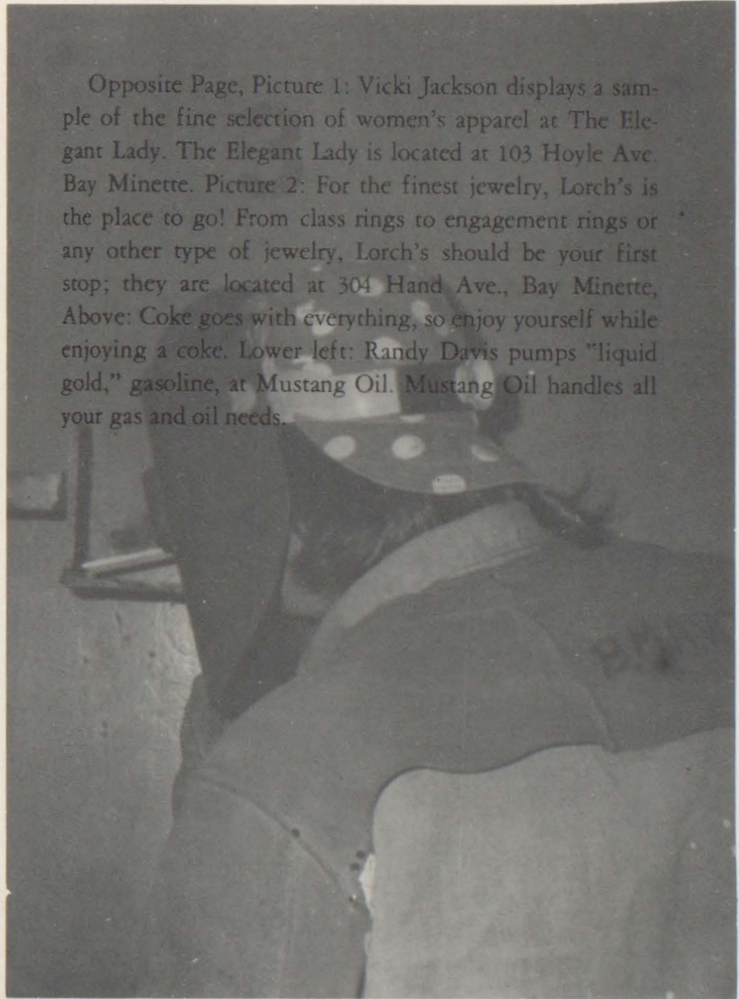 Opposite Page, Picture 1: Vicki Jackson displays a sam-
ple of the fine selection of women's apparel at The Ele-
gant Lady. The Elegant Lady is located at 103 Hoyle Ave.
Bay Minette. Picture 2: For the finest jewelry, Lorch's is
the place to go! From class rings to engagement rings or
any other type of jewelry, Lorch's should be your first
stop; they are located at 304 Hand Ave., Bay Minette,
Above: Coke goes with everything, so enjoy yourself while
enjoying a coke. Lower left: Randy Davis pumps "liquid
gold," gasoline, at Mustang Oil. Mustang Oil handles all
your gas and oil needs.